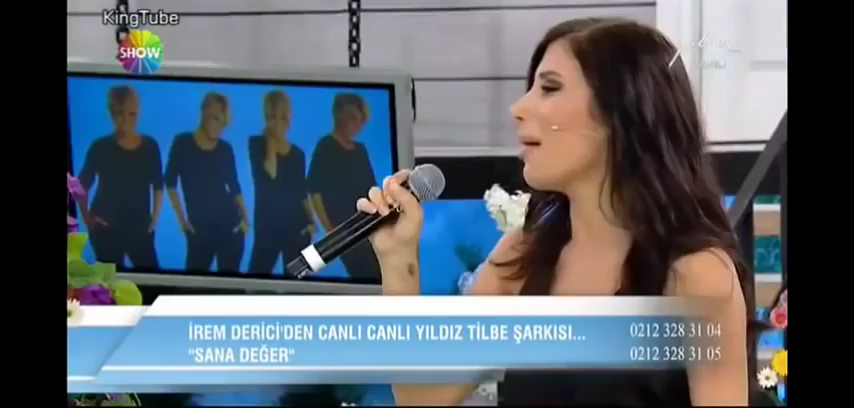 KingTube
SHOW
İREM DERİCİ'DEN CANLI CANLI YILDIZ TİLBE ŞARKISI...
"SANA DEĞER"
0212 328 31 04
0212 328 31 05